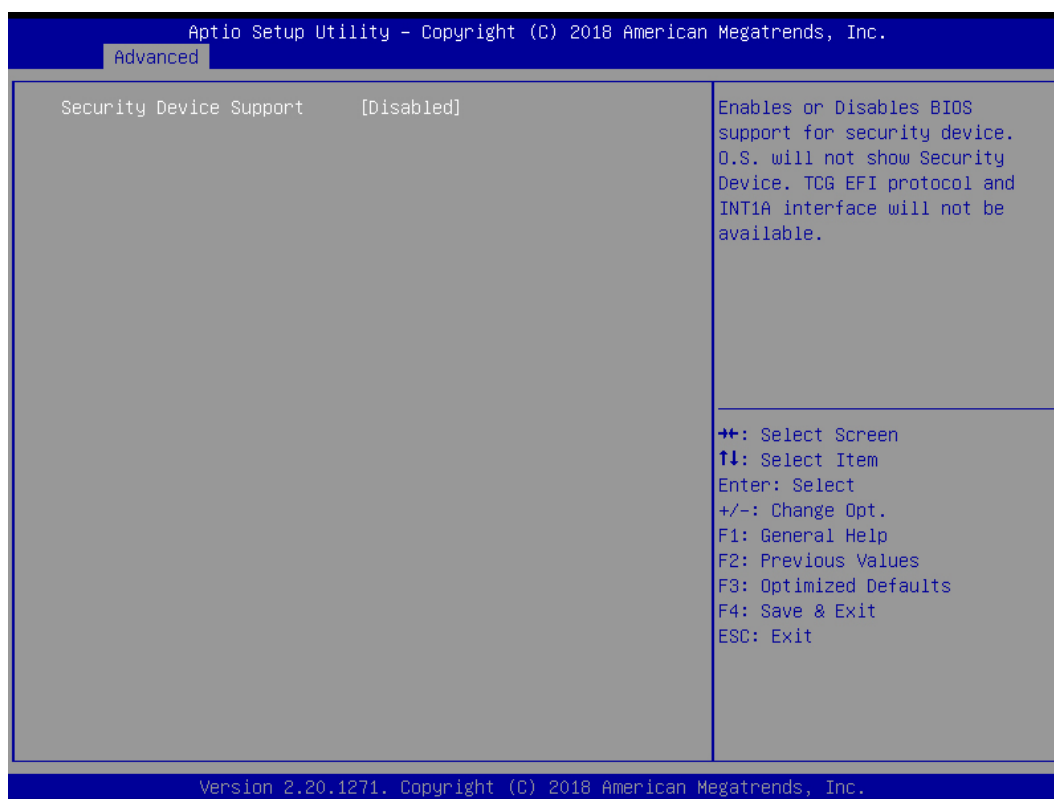 Aptio Setup Utility – Copyright (C) 2018 American Megatrends, Inc.
Advanced
Security Device Support [Disabled]
Enables or Disables BIOS
support for security device.
O.S. will not show Security
Device. TCG EFI protocol and
INT1A interface will not be
available.
→←: Select Screen
↑↓: Select Item
Enter: Select
+/-: Change Opt.
F1: General Help
F2: Previous Values
F3: Optimized Defaults
F4: Save & Exit
ESC: Exit
Version 2.20.1271. Copyright (C) 2018 American Megatrends, Inc.